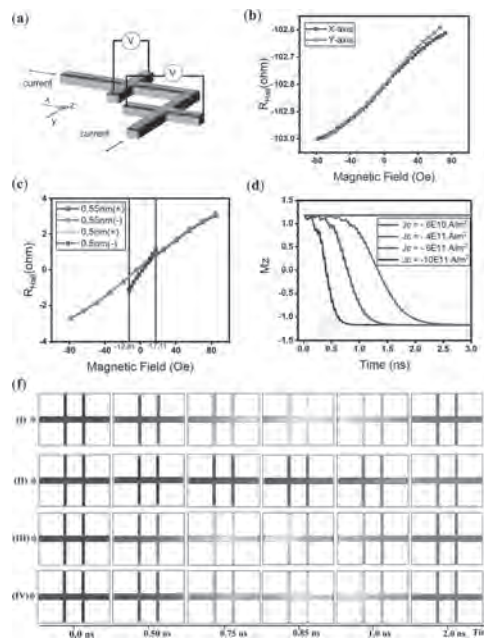 (a)
V
V
current
x
z
y
current
(b)
X-axis
Y-axis
-102.6
-102.7
-102.8
-102.9
-103.0
R_Hall(ohm)
-80 -40 0 40 80
Magnetic Field (Oe)
(c)
0.55nm(+)
0.55nm(-)
0.5nm(+)
0.5nm(-)
4
2
0
-2
-4
R_Hall(ohm)
-80 -40 0 40 80
Magnetic Field (Oe)
(d)
1.5
1.0
0.5
0.0
-0.5
-1.0
-1.5
Mz
0.0 0.5 1.0 1.5 2.0 2.5 3.0
Time (ns)
(f)
(I)
(II)
(III)
(IV)
0.0 ns 0.50 ns 0.75 ns 0.85 ns 1.0 ns 2.0 ns